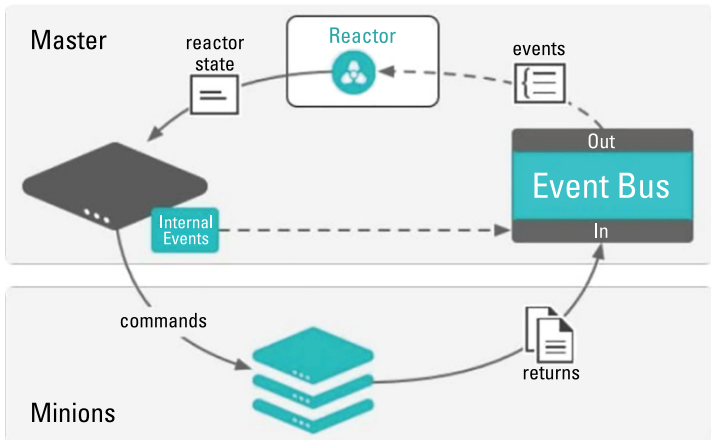 Master
reactor
state
Reactor
events
Out
Event Bus
In
Internal
Events
commands
returns
Minions